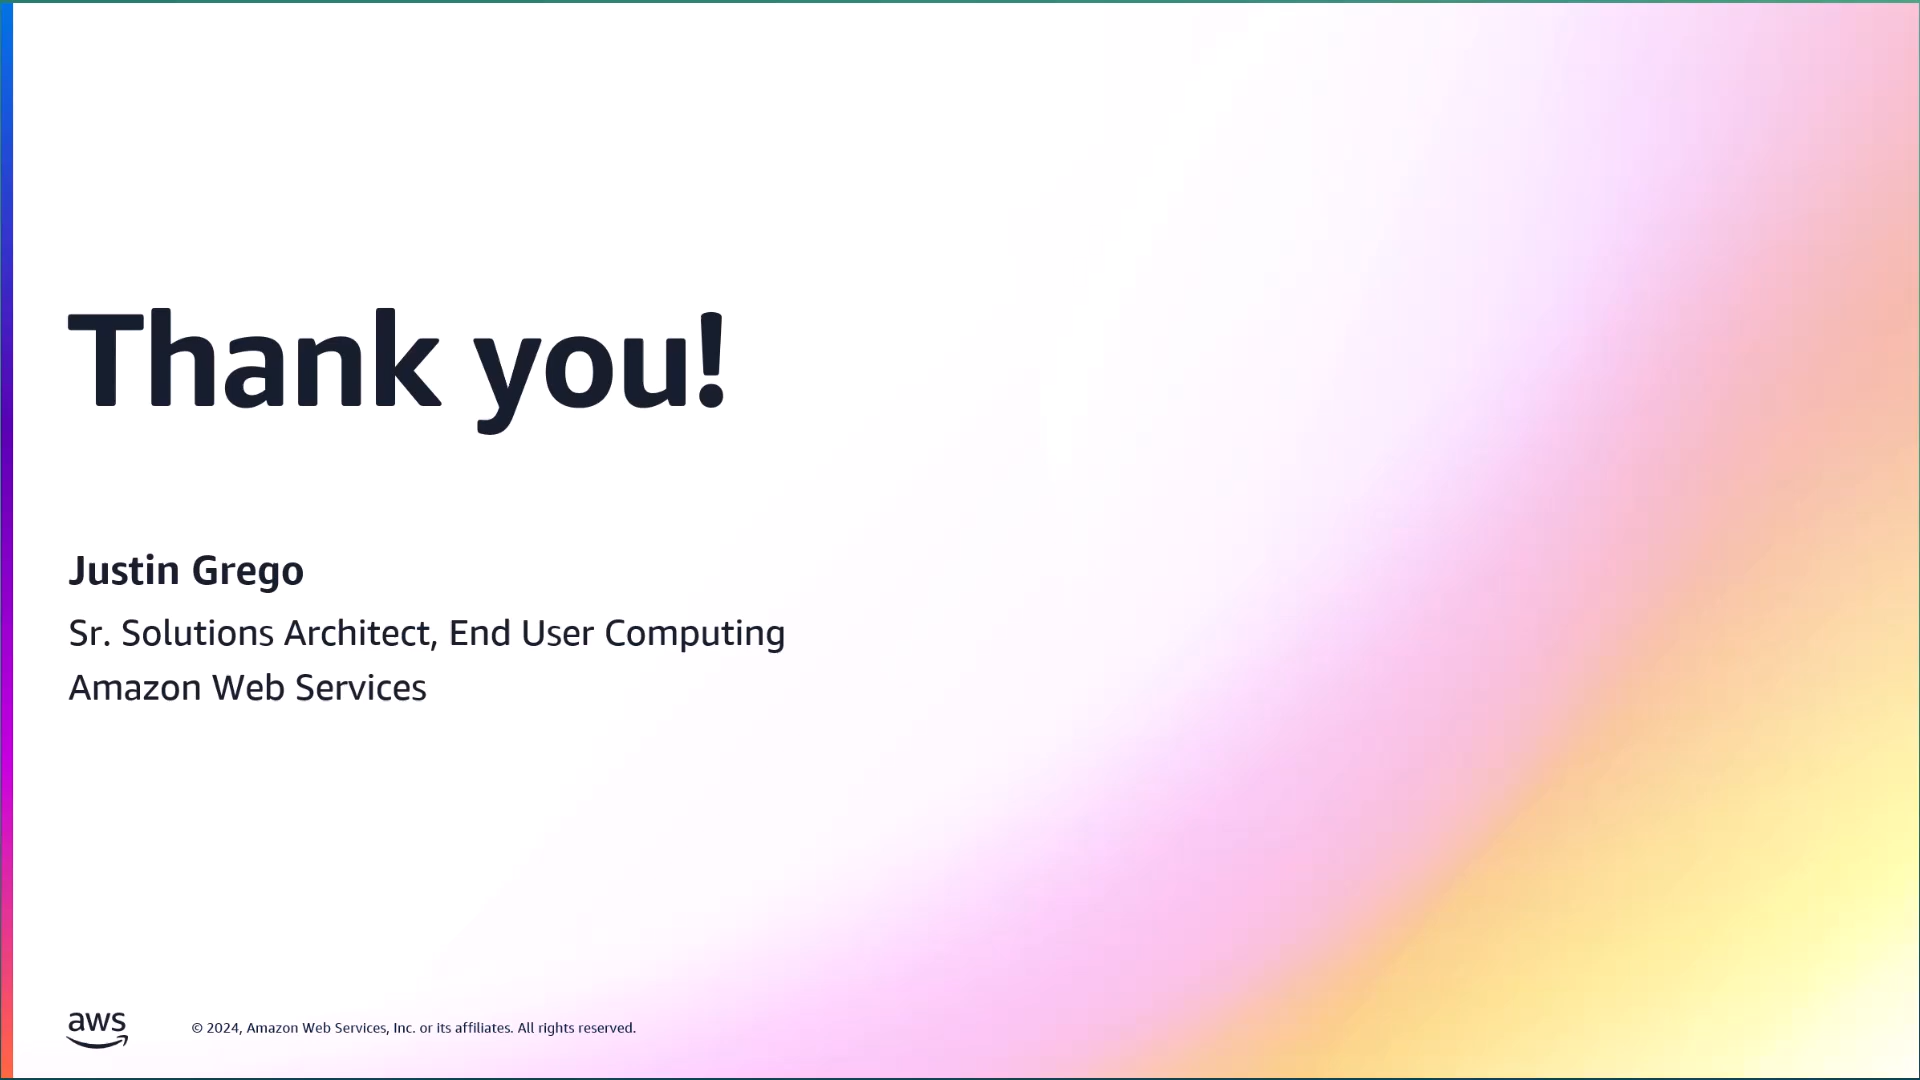 Thank you!
Justin Grego
Sr. Solutions Architect, End User Computing
Amazon Web Services
aws
© 2024, Amazon Web Services, Inc. or its affiliates. All rights reserved.